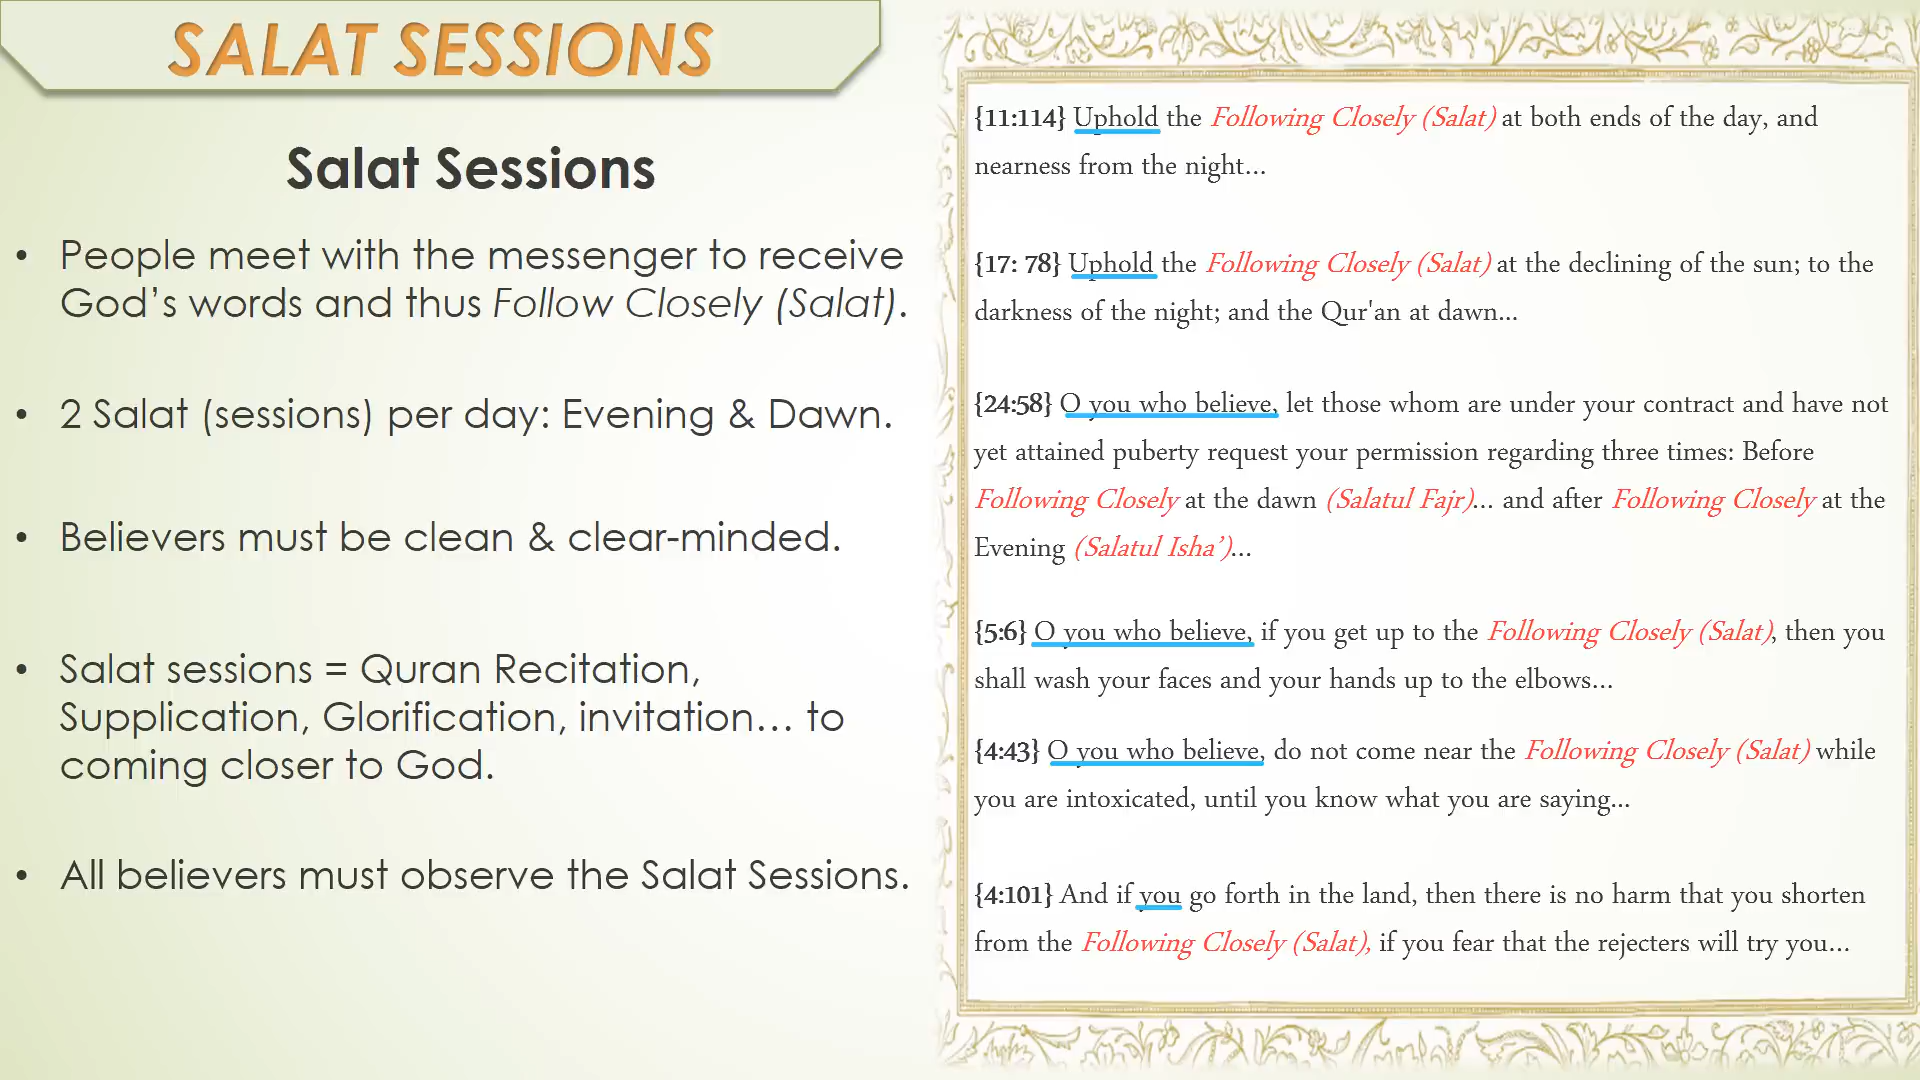 SALAT SESSIONS
Salat Sessions
• People meet with the messenger to receive
God’s words and thus Follow Closely (Salat).
• 2 Salat (sessions) per day: Evening & Dawn.
• Believers must be clean & clear-minded.
• Salat sessions = Quran Recitation,
Supplication, Glorification, invitation… to
coming closer to God.
• All believers must observe the Salat Sessions.
{11:114} Uphold the Following Closely (Salat) at both ends of the day, and
nearness from the night…
{17: 78} Uphold the Following Closely (Salat) at the declining of the sun; to the
darkness of the night; and the Qur'an at dawn…
{24:58} O you who believe, let those whom are under your contract and have not
yet attained puberty request your permission regarding three times: Before
Following Closely at the dawn (Salatul Fajr)… and after Following Closely at the
Evening (Salatul Isha’)…
{5:6} O you who believe, if you get up to the Following Closely (Salat), then you
shall wash your faces and your hands up to the elbows…
{4:43} O you who believe, do not come near the Following Closely (Salat) while
you are intoxicated, until you know what you are saying…
{4:101} And if you go forth in the land, then there is no harm that you shorten
from the Following Closely (Salat), if you fear that the rejecters will try you…